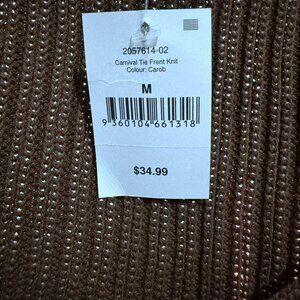 2057614-02
Carnival Tie Front Knit
Colour: Carob
M
9 360104 661318
$34.99